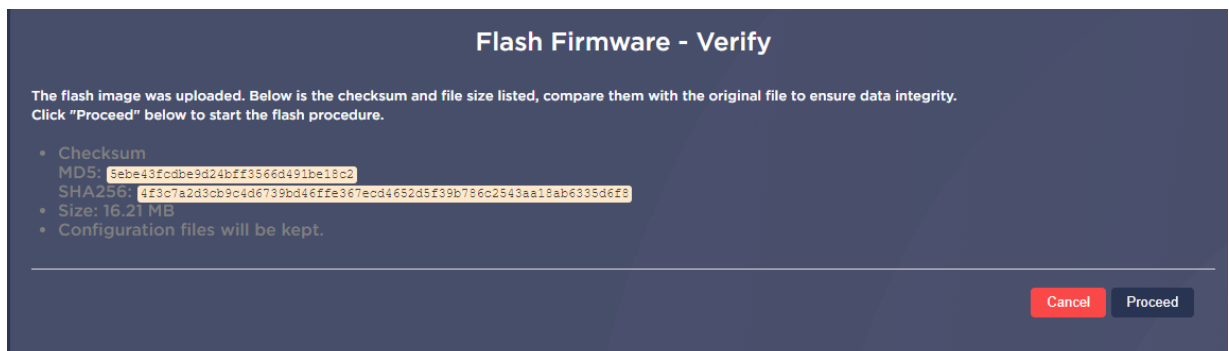 Flash Firmware - Verify
The flash image was uploaded. Below is the checksum and file size listed, compare them with the original file to ensure data integrity.
Click "Proceed" below to start the flash procedure.
• Checksum
MD5: 5ebe43fcdbe9d24bff3566d491be18c2
SHA256: 4f3c7a2d3cb9c4d6739bd46ffe367ecd4652d5f39b786c2543aa18ab6335d6f8
• Size: 16.21 MB
• Configuration files will be kept.
Cancel Proceed